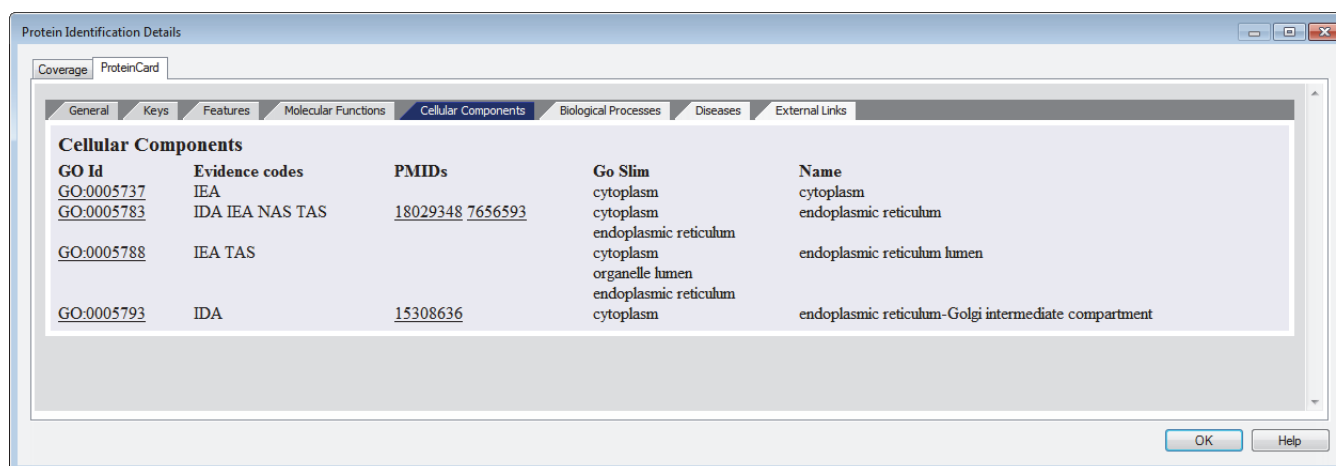 Protein Identification Details
Coverage ProteinCard
General Keys Features Molecular Functions Cellular Components Biological Processes Diseases External Links
Cellular Components
GO Id Evidence codes PMIDs Go Slim Name
GO:0005737 IEA cytoplasm cytoplasm
GO:0005783 IDA IEA NAS TAS 18029348 7656593 cytoplasm endoplasmic reticulum
endoplasmic reticulum
GO:0005788 IEA TAS cytoplasm endoplasmic reticulum lumen
organelle lumen
endoplasmic reticulum
GO:0005793 IDA 15308636 cytoplasm endoplasmic reticulum-Golgi intermediate compartment
OK Help